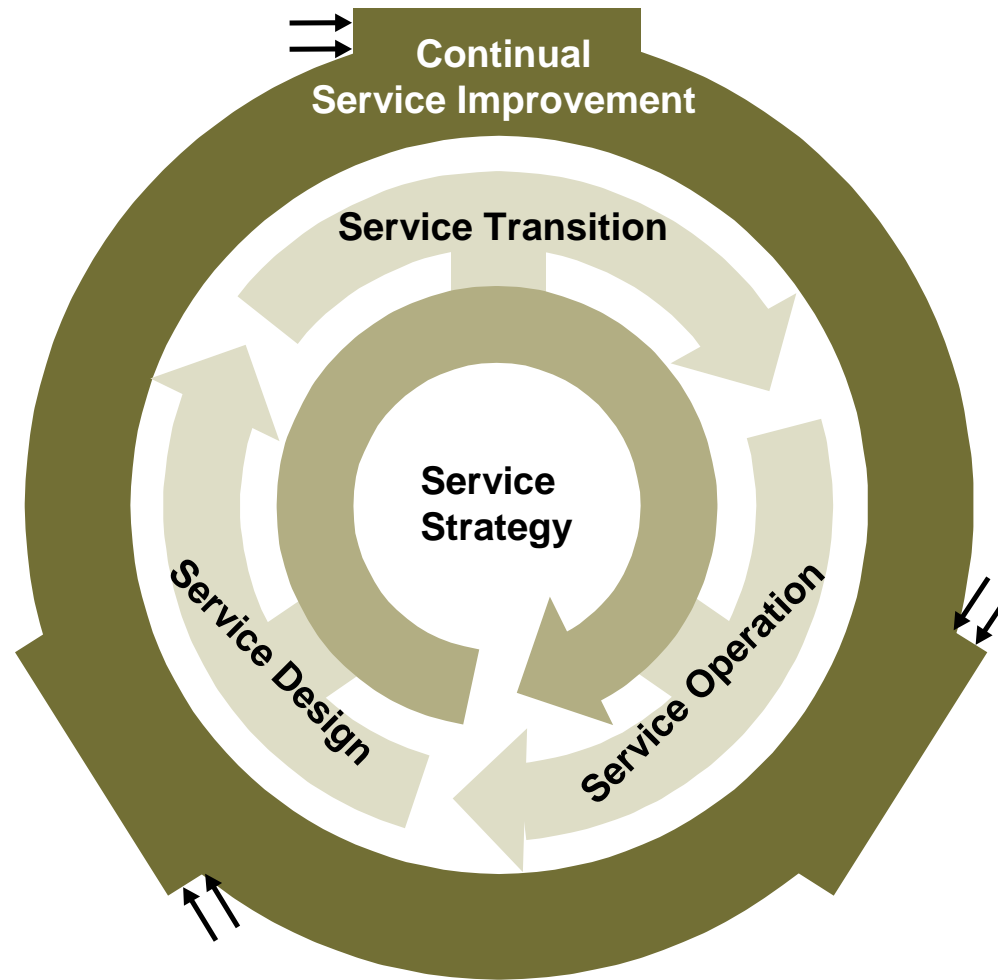 Continual
Service Improvement
Service Transition
Service
Strategy
Service Design
Service Operation